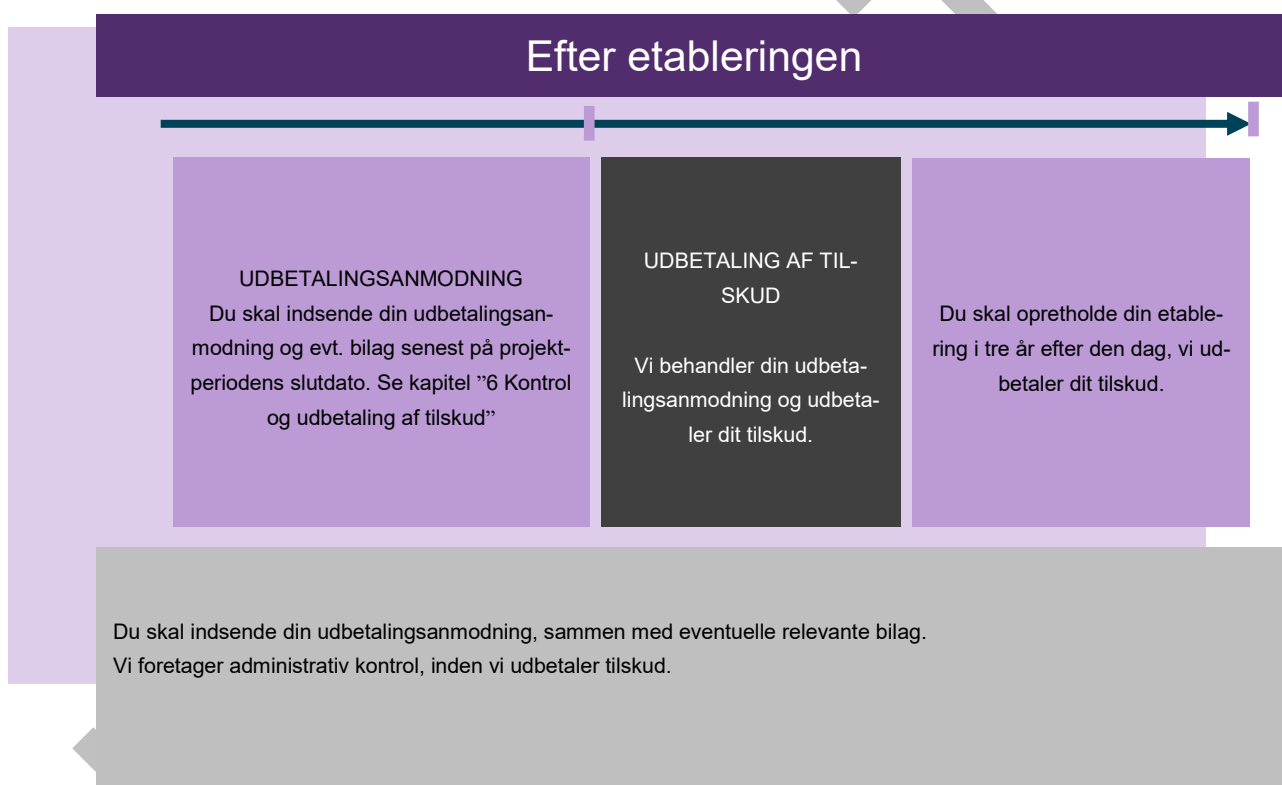 Efter etableringen
UDBETALINGSANMODNING
Du skal indsende din udbetalingsan-
modning og evt. bilag senest på projekt-
periodens slutdato. Se kapitel ”6 Kontrol
og udbetaling af tilskud”
UDBETALING AF TIL-
SKUD
Vi behandler din udbeta-
lingsanmodning og udbeta-
ler dit tilskud.
Du skal opretholde din etable-
ring i tre år efter den dag, vi ud-
betaler dit tilskud.
Du skal indsende din udbetalingsanmodning, sammen med eventuelle relevante bilag.
Vi foretager administrativ kontrol, inden vi udbetaler tilskud.